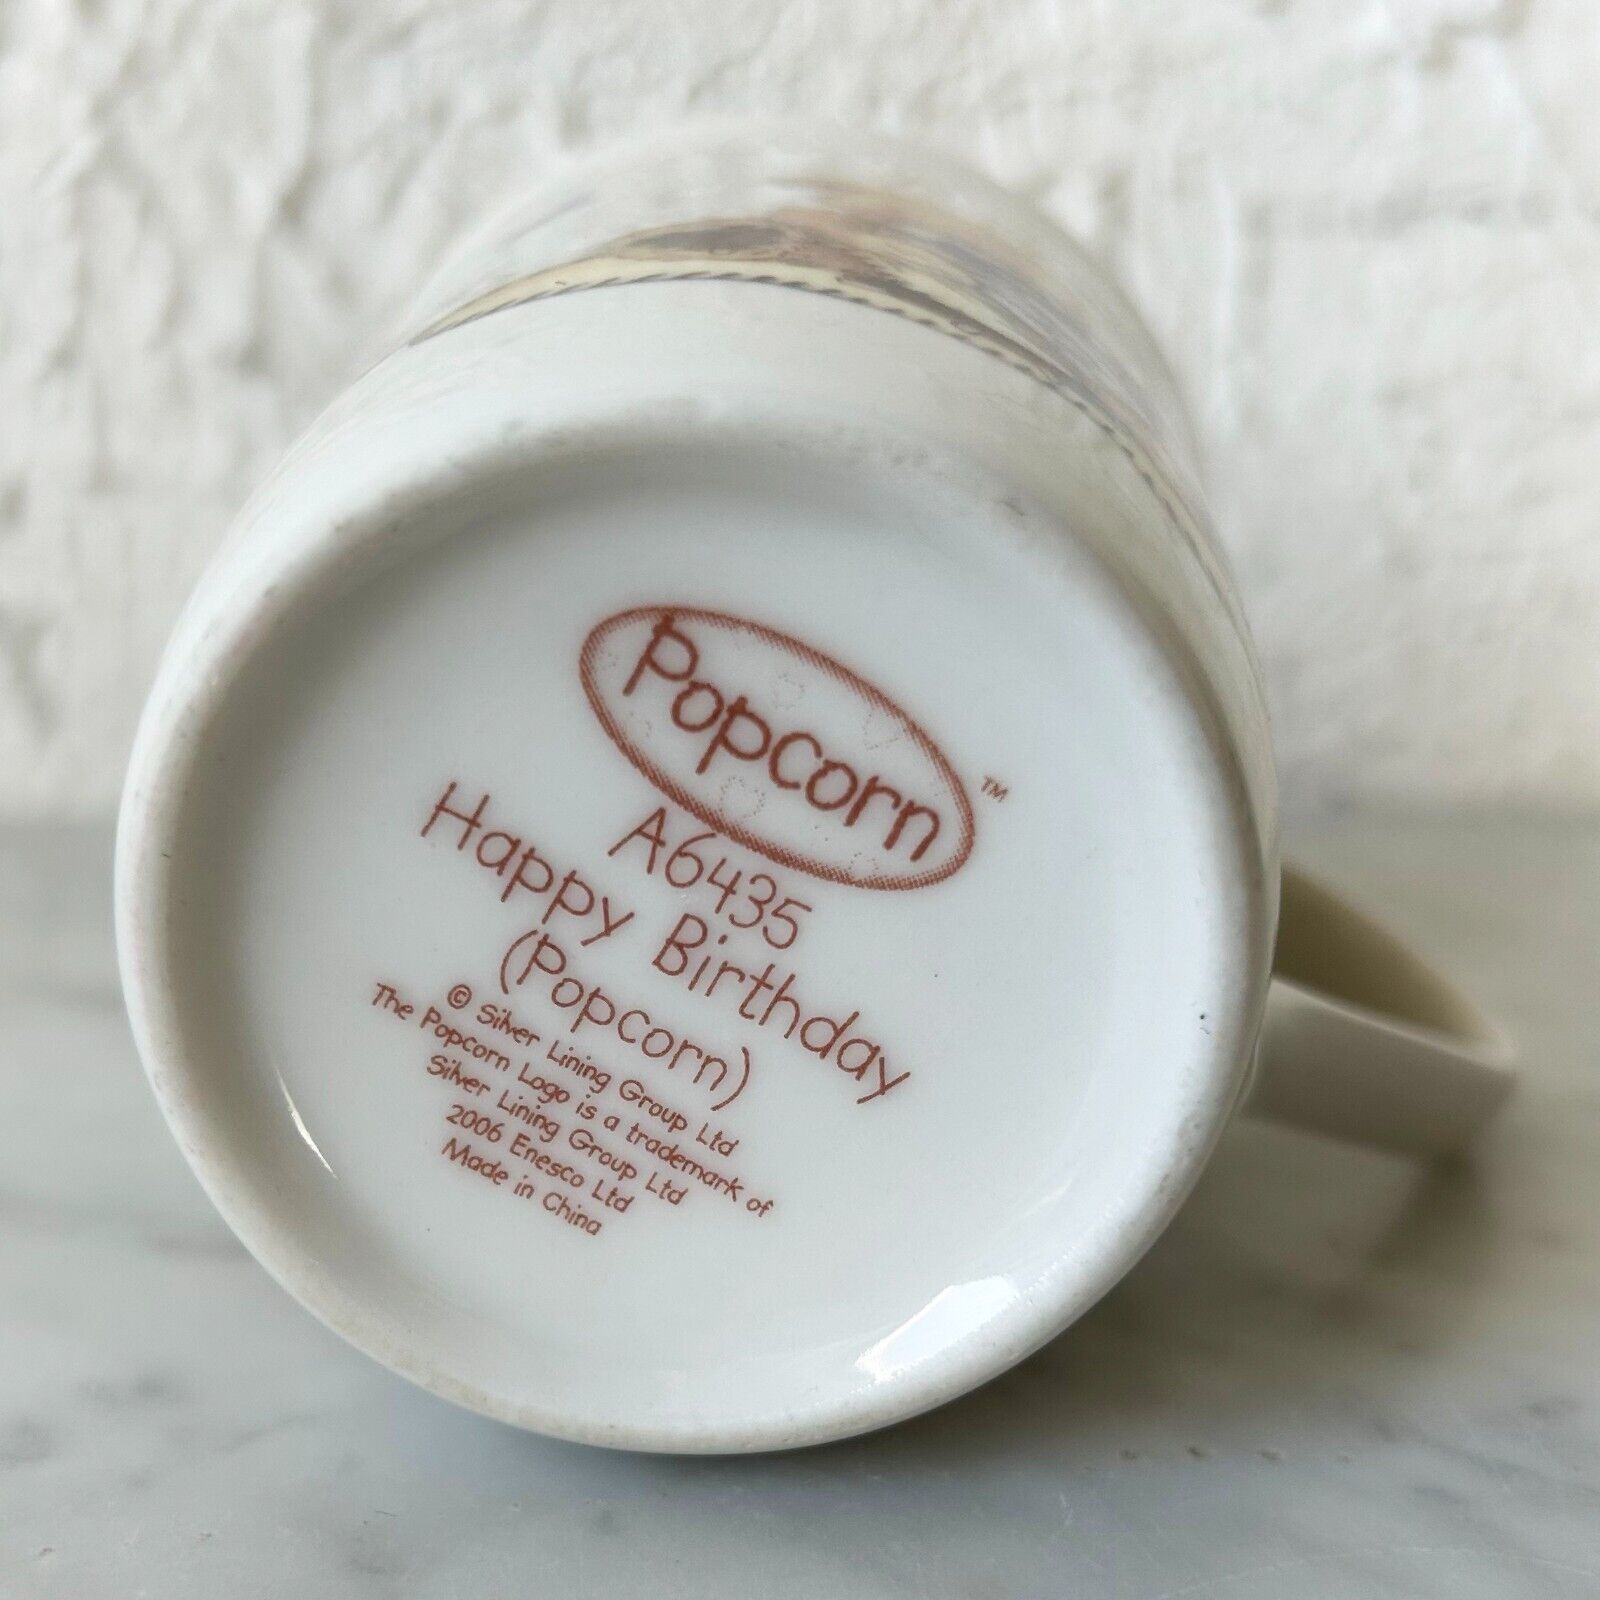 Popcorn ™
A6435
Happy Birthday
(Popcorn)
© Silver Lining Group Ltd
The Popcorn Logo is a trademark of
Silver Lining Group Ltd
2006 Enesco Ltd
Made in China